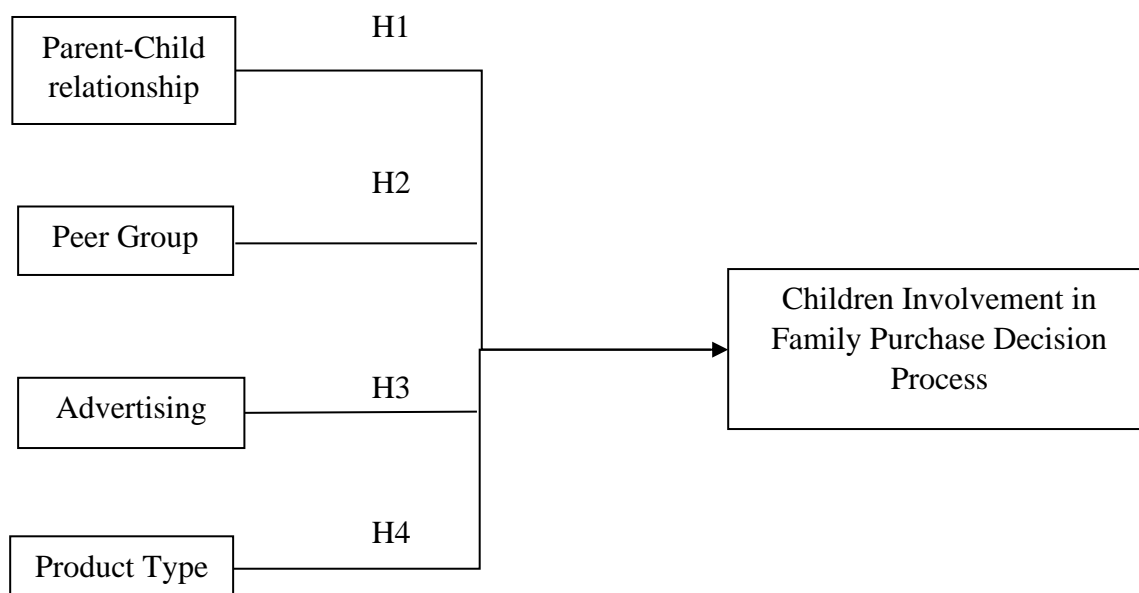 H1
Parent-Child
relationship
H2
Peer Group
Children Involvement in
Family Purchase Decision
Process
H3
Advertising
H4
Product Type